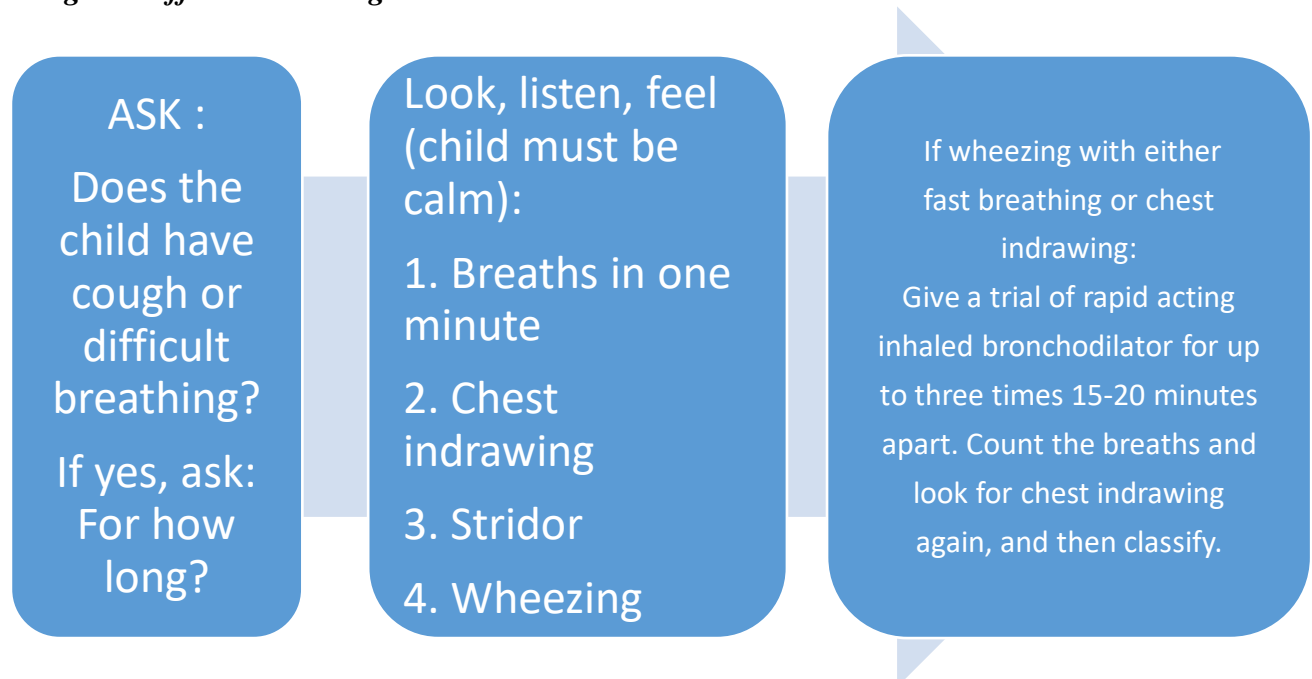 ASK :
Does the
child have
cough or
difficult
breathing?
If yes, ask:
For how
long?
Look, listen, feel
(child must be
calm):
1. Breaths in one
minute
2. Chest
indrawing
3. Stridor
4. Wheezing
If wheezing with either
fast breathing or chest
indrawing:
Give a trial of rapid acting
inhaled bronchodilator for up
to three times 15-20 minutes
apart. Count the breaths and
look for chest indrawing
again, and then classify.